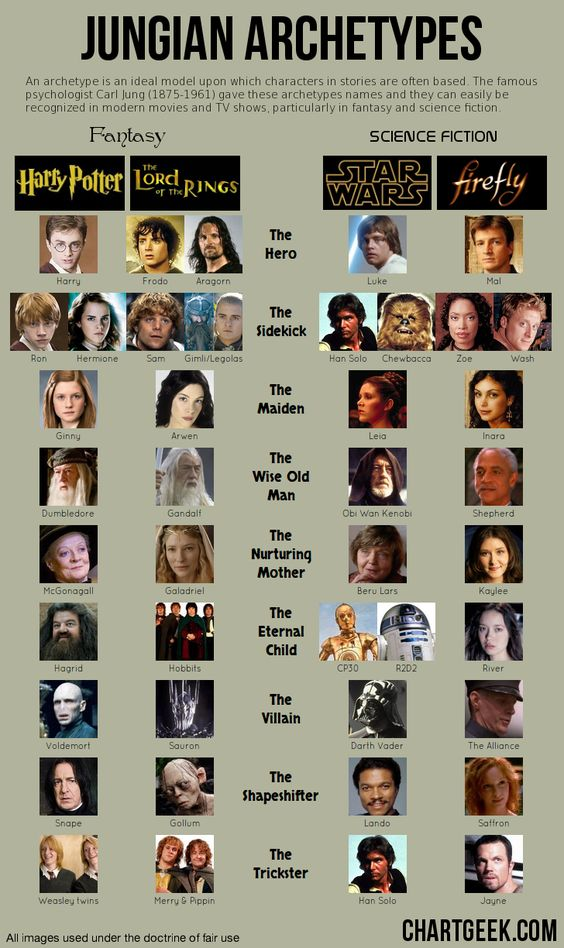 JUNGIAN ARCHETYPES
An archetype is an ideal model upon which characters in stories are often based. The famous
psychologist Carl Jung (1875-1961) gave these archetypes names and they can easily be
recognized in modern movies and TV shows, particularly in fantasy and science fiction.
Fantasy
SCIENCE FICTION
Harry Potter
THE LORD OF THE RINGS
STAR WARS
firefly
The
Hero
Harry
Frodo
Aragorn
Luke
Mal
The
Sidekick
Ron
Hermione
Sam
Gimli/Legolas
Han Solo
Chewbacca
Zoe
Wash
The
Maiden
Ginny
Arwen
Leia
Inara
The
Wise Old
Man
Dumbledore
Gandalf
Obi Wan Kenobi
Shepherd
The
Nurturing
Mother
McGonagall
Galadriel
Beru Lars
Kaylee
The
Eternal
Child
Hagrid
Hobbits
CP30
R2D2
River
The
Villain
Voldemort
Sauron
Darth Vader
The Alliance
The
Shapeshifter
Snape
Gollum
Lando
Saffron
The
Trickster
Weasley twins
Merry & Pippin
Han Solo
Jayne
All images used under the doctrine of fair use
CHARTGEEK.COM